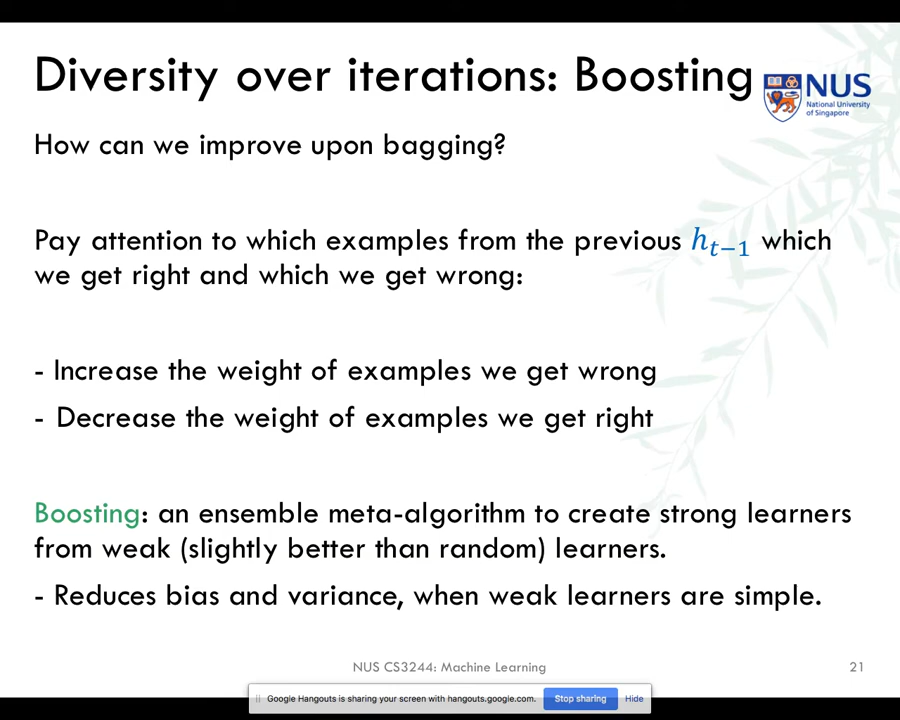 Diversity over iterations: Boosting
NUS
National University
of Singapore
How can we improve upon bagging?
Pay attention to which examples from the previous hₜ₋₁ which
we get right and which we get wrong:
- Increase the weight of examples we get wrong
- Decrease the weight of examples we get right
Boosting: an ensemble meta-algorithm to create strong learners
from weak (slightly better than random) learners.
- Reduces bias and variance, when weak learners are simple.
NUS CS3244: Machine Learning
21
Google Hangouts is sharing your screen with hangouts.google.com.
Stop sharing
Hide